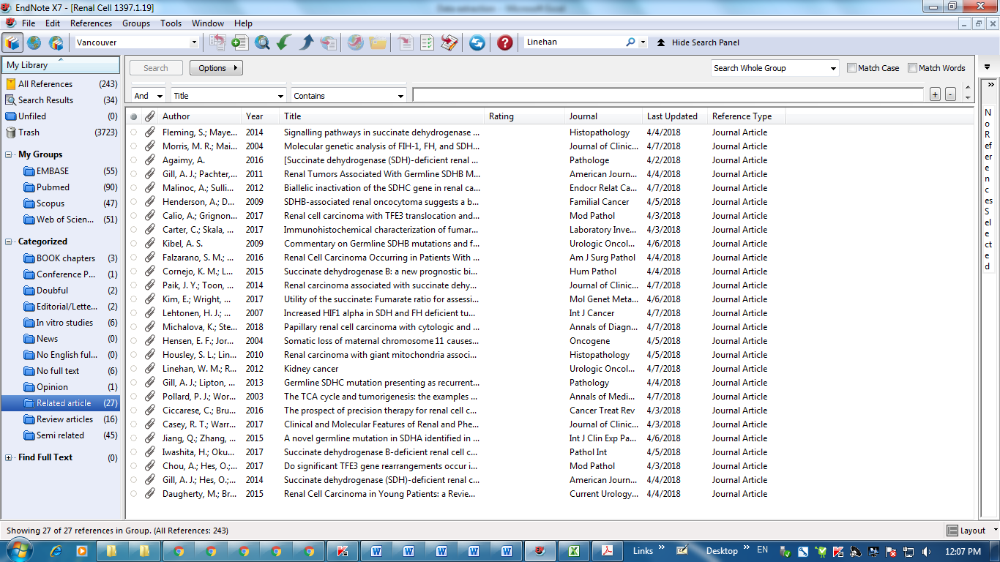 Data extraction - Microsoft Excel
EndNote X7 - [Renal Cell 1397.1.19]
File Edit References Groups Tools Window Help
Vancouver Linehan Hide Search Panel
My Library
All References (243)
Search Results (34)
Unfiled (0)
Trash (3723)
My Groups
EMBASE (55)
Pubmed (90)
Scopus (47)
Web of Scien... (51)
Categorized
BOOK chapters (3)
Conference P... (1)
Doubful (2)
Editorial/Lette... (2)
In vitro studies (6)
News (0)
No English ful... (0)
No full text (6)
Opinion (1)
Related article (27)
Review articles (16)
Semi related (45)
Find Full Text (0)
Search Options Search Whole Group Match Case Match Words
And Title Contains + -
Author Year Title Rating Journal Last Updated Reference Type
Fleming, S.; Maye... 2014 Signalling pathways in succinate dehydrogenase ... Histopathology 4/4/2018 Journal Article
Morris, M. R.; Mai... 2004 Molecular genetic analysis of FIH-1, FH, and SDH... Journal of Clinic... 4/7/2018 Journal Article
Agaimy, A. 2016 [Succinate dehydrogenase (SDH)-deficient renal ... Pathologe 4/2/2018 Journal Article
Gill, A. J.; Pachter,... 2011 Renal Tumors Associated With Germline SDHB M... American Journ... 4/4/2018 Journal Article
Malinoc, A.; Sulli... 2012 Biallelic inactivation of the SDHC gene in renal ca... Endocr Relat Ca... 4/7/2018 Journal Article
Henderson, A.; D... 2009 SDHB-associated renal oncocytoma suggests a b... Familial Cancer 4/5/2018 Journal Article
Calio, A.; Grignon... 2017 Renal cell carcinoma with TFE3 translocation and... Mod Pathol 4/3/2018 Journal Article
Carter, C.; Skala, ... 2017 Immunohistochemical characterization of fumar... Laboratory Inve... 4/3/2018 Journal Article
Kibel, A. S. 2009 Commentary on Germline SDHB mutations and f... Urologic Oncol... 4/6/2018 Journal Article
Falzarano, S. M.; ... 2016 Renal Cell Carcinoma Occurring in Patients With ... Am J Surg Pathol 4/4/2018 Journal Article
Cornejo, K. M.; L... 2015 Succinate dehydrogenase B: a new prognostic bi... Hum Pathol 4/4/2018 Journal Article
Paik, J. Y.; Toon, ... 2014 Renal carcinoma associated with succinate dehy... Journal of Clinic... 4/7/2018 Journal Article
Kim, E.; Wright, ... 2017 Utility of the succinate: Fumarate ratio for assessi... Mol Genet Meta... 4/6/2018 Journal Article
Lehtonen, H. J.; ... 2007 Increased HIF1 alpha in SDH and FH deficient tu... Int J Cancer 4/7/2018 Journal Article
Michalova, K.; Ste... 2018 Papillary renal cell carcinoma with cytologic and ... Annals of Diagn... 4/7/2018 Journal Article
Hensen, E. F.; Jor... 2004 Somatic loss of maternal chromosome 11 causes... Oncogene 4/5/2018 Journal Article
Housley, S. L.; Lin... 2010 Renal carcinoma with giant mitochondria associ... Histopathology 4/5/2018 Journal Article
Linehan, W. M.; R... 2012 Kidney cancer Urologic Oncol... 4/7/2018 Journal Article
Gill, A. J.; Lipton, ... 2013 Germline SDHC mutation presenting as recurrent... Pathology 4/4/2018 Journal Article
Pollard, P. J.; Wor... 2003 The TCA cycle and tumorigenesis: the examples ... Annals of Medi... 4/7/2018 Journal Article
Ciccarese, C.; Bru... 2016 The prospect of precision therapy for renal cell c... Cancer Treat Rev 4/3/2018 Journal Article
Casey, R. T.; Warr... 2017 Clinical and Molecular Features of Renal and Phe... Journal of Clinic... 4/3/2018 Journal Article
Jiang, Q.; Zhang, ... 2015 A novel germline mutation in SDHA identified in ... Int J Clin Exp Pa... 4/6/2018 Journal Article
Iwashita, H.; Oku... 2017 Succinate dehydrogenase B-deficient renal cell c... Pathol Int 4/5/2018 Journal Article
Chou, A.; Hes, O.;... 2017 Do significant TFE3 gene rearrangements occur i... Mod Pathol 4/3/2018 Journal Article
Gill, A. J.; Hes, O.;... 2014 Succinate dehydrogenase (SDH)-deficient renal c... American Journ... 4/4/2018 Journal Article
Daugherty, M.; Br... 2015 Renal Cell Carcinoma in Young Patients: a Revie... Current Urology... 4/4/2018 Journal Article
No References Selected
Showing 27 of 27 references in Group. (All References: 243) Layout
Links Desktop EN 12:07 PM